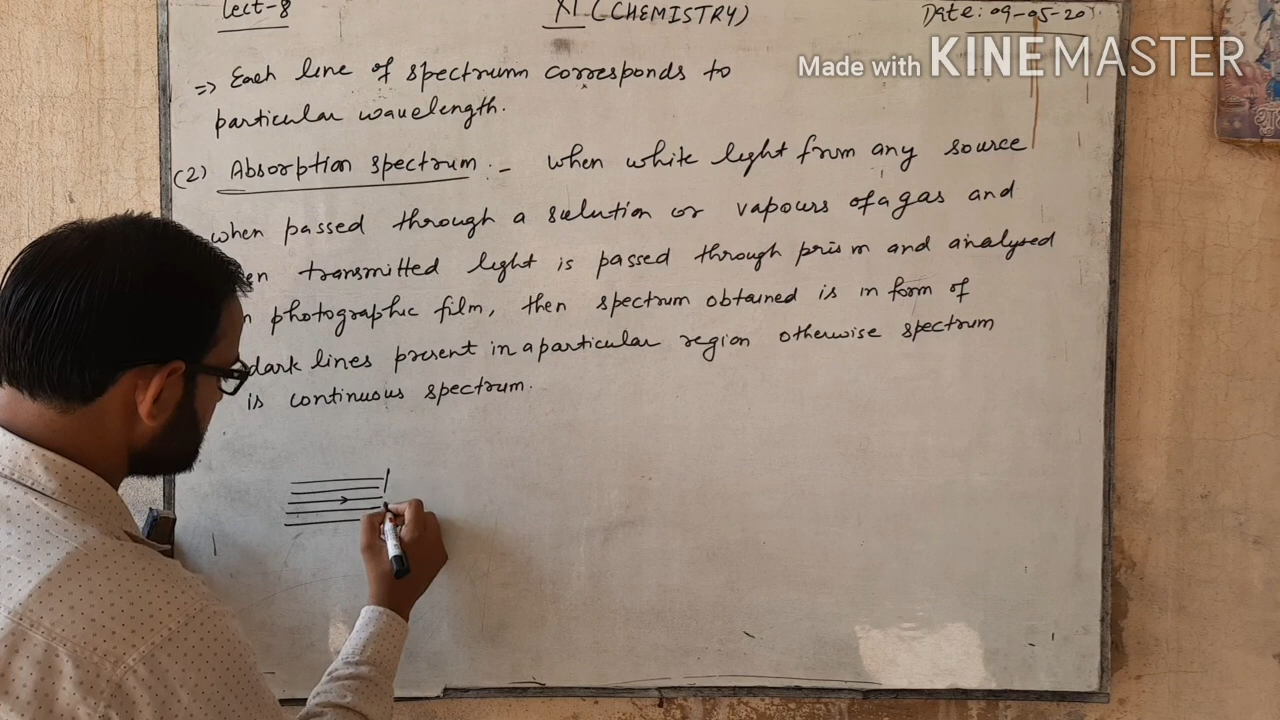 Lect-8 XI (CHEMISTRY) Date: 09-05-20
Made with KINEMASTER
=> Each line of spectrum corresponds to
particular wavelength.
(2) Absorption spectrum :- when white light from any source
when passed through a solution or vapours of a gas and
transmitted light is passed through prism and analysed
photographic film, then spectrum obtained is in form of
dark lines present in a particular region otherwise spectrum
is continuous spectrum.